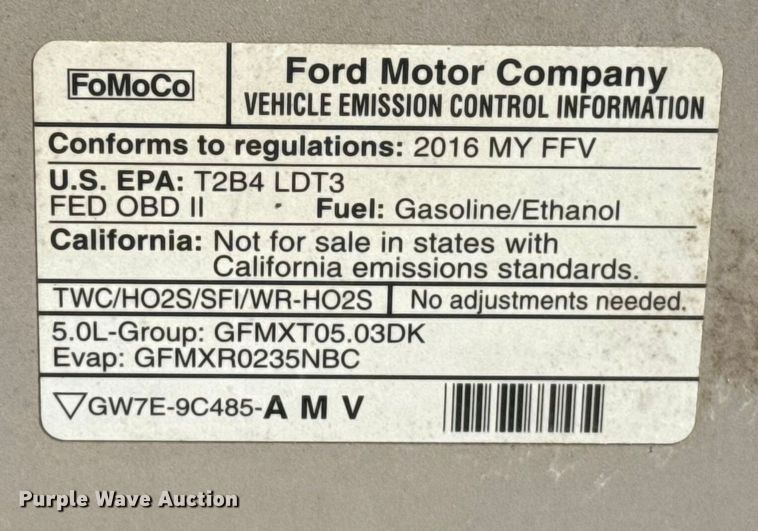 FoMoCo
Ford Motor Company
VEHICLE EMISSION CONTROL INFORMATION
Conforms to regulations: 2016 MY FFV
U.S. EPA: T2B4 LDT3
FED OBD II Fuel: Gasoline/Ethanol
California: Not for sale in states with
California emissions standards.
TWC/HO2S/SFI/WR-HO2S No adjustments needed.
5.0L-Group: GFMXT05.03DK
Evap: GFMXR0235NBC
▽GW7E-9C485-A M V
Purple Wave Auction